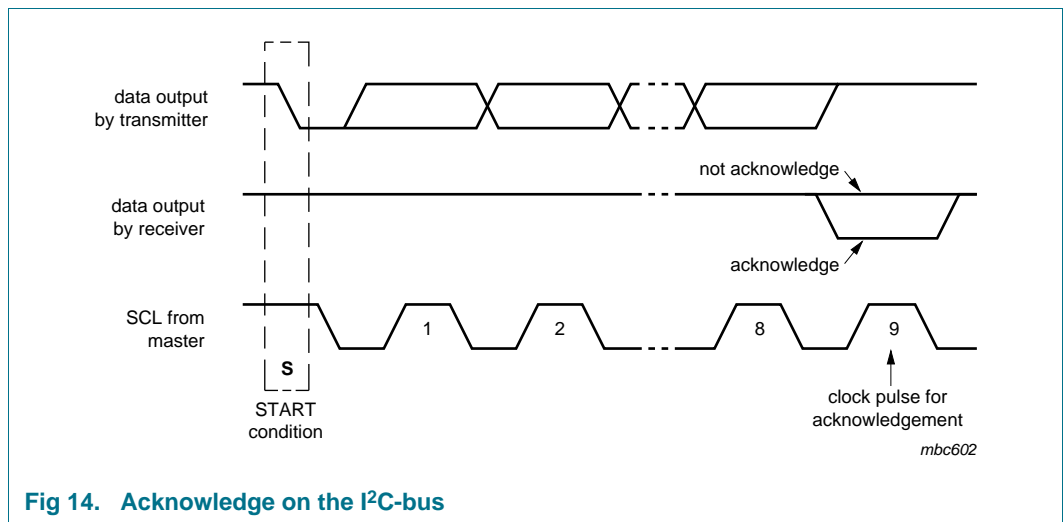 data output
by transmitter
not acknowledge
data output
by receiver
acknowledge
SCL from
master
1
2
8
9
S
START
condition
clock pulse for
acknowledgement
mbc602
Fig 14. Acknowledge on the I²C-bus